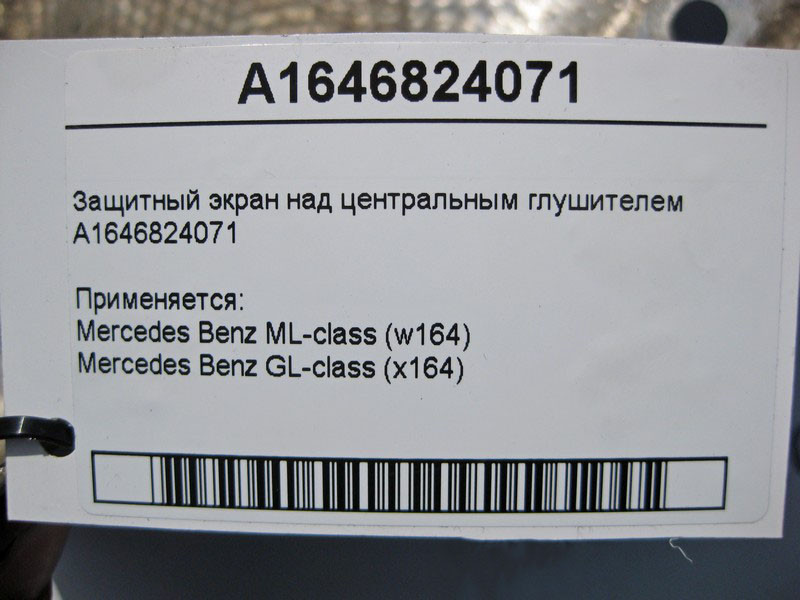 A1646824071
Защитный экран над центральным глушителем
A1646824071
Применяется:
Mercedes Benz ML-class (w164)
Mercedes Benz GL-class (x164)